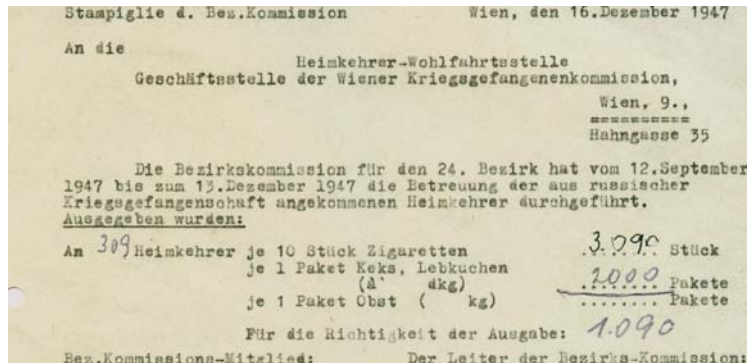 Stampiglie d. Bez.Kommission Wien, den 16.Dezember 1947
An die
Heimkehrer-Wohlfahrtsstelle
Geschäftsstelle der Wiener Kriegsgefangenenkommission,
Wien, 9.,
==========
Hahngasse 35
Die Bezirkskommission für den 24. Bezirk hat vom 12.September
1947 bis zum 13.Dezember 1947 die Betreuung der aus russischer
Kriegsgefangenschaft angekommenen Heimkehrer durchgeführt.
Ausgegeben wurden:
An 309 Heimkehrer je 10 Stück Zigaretten 3.090 Stück
je 1 Paket Keks, Lebkuchen
(à dkg) 2000 Pakete
je 1 Paket Obst ( kg) ........ Pakete
Für die Richtigkeit der Ausgabe: 1.090
Bez.Kommissions-Mitglied: Der Leiter der Bezirks-Kommission: